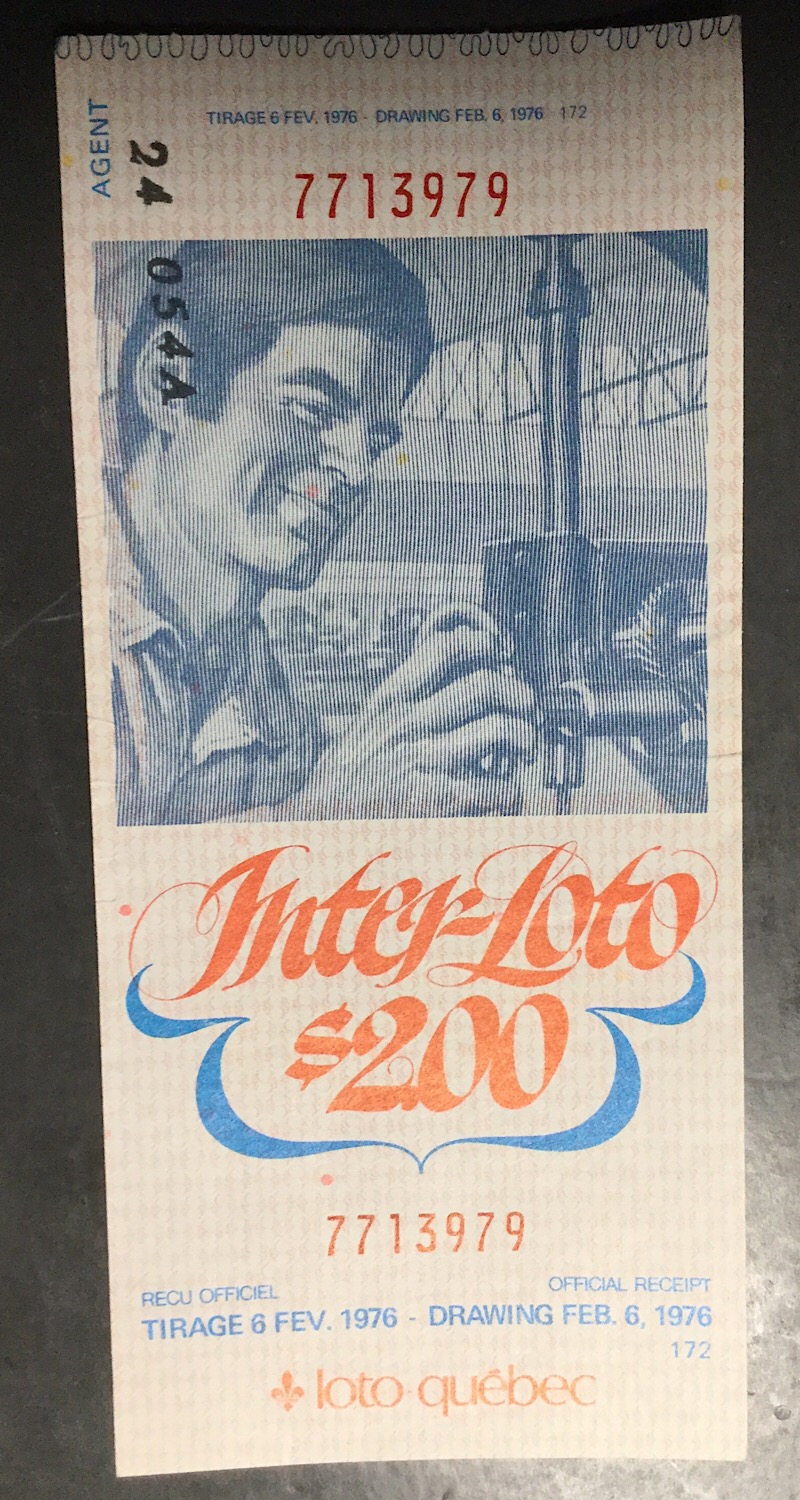 AGENT
24 054A
TIRAGE 6 FEV. 1976 - DRAWING FEB. 6, 1976 172
7713979
Inter-Loto
$2.00
7713979
RECU OFFICIEL OFFICIAL RECEIPT
TIRAGE 6 FEV. 1976 - DRAWING FEB. 6, 1976
172
loto-québec